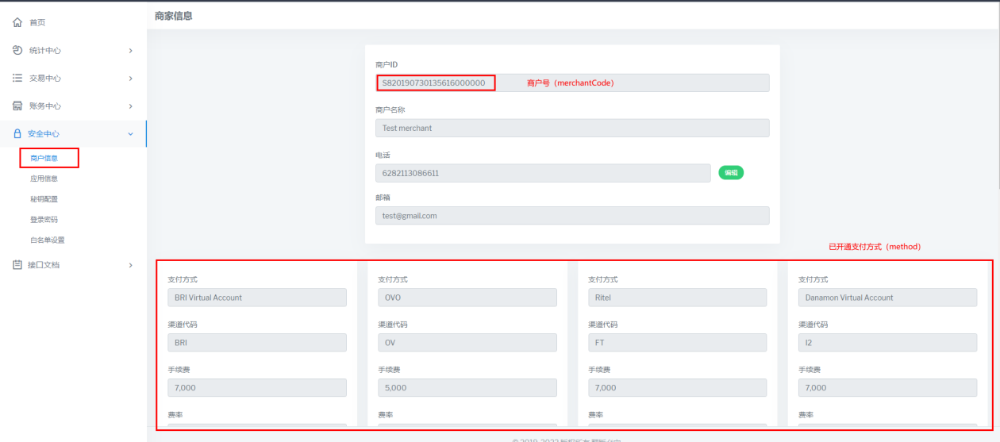 商家信息
首页
统计中心
交易中心
账务中心
安全中心
商户信息
应用信息
秘钥配置
登录密码
白名单设置
接口文档
商户ID
S820190730135616000000
商户号（merchantCode）
商户名称
Test merchant
电话
6282113086611
编辑
邮箱
test@gmail.com
已开通支付方式（method）
支付方式 支付方式 支付方式 支付方式
BRI Virtual Account OVO Ritel Danamon Virtual Account
渠道代码 渠道代码 渠道代码 渠道代码
BRI OV FT I2
手续费 手续费 手续费 手续费
7,000 5,000 7,000 7,000
费率 费率 费率 费率